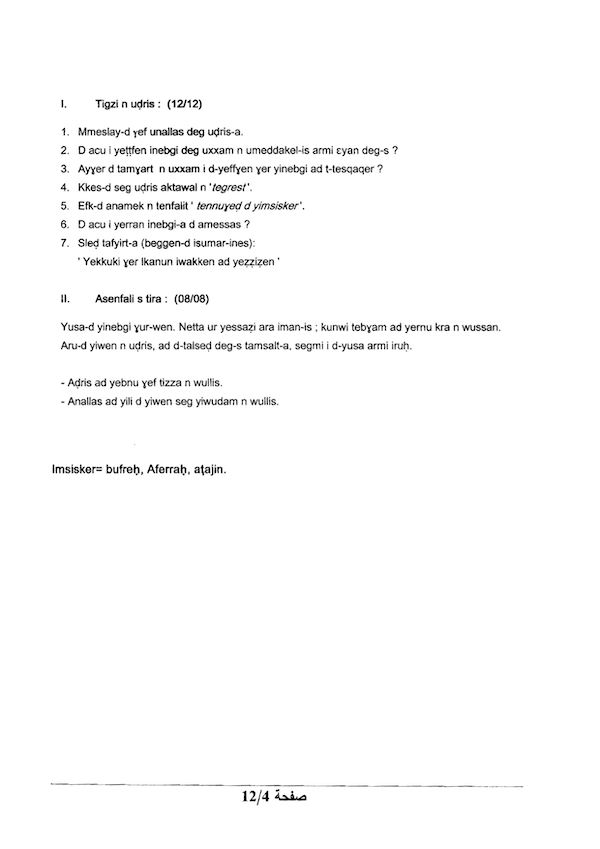 I. Tigzi n uḍris : (12/12)
1. Mmeslay-d ɣef unallas deg uḍris-a.
2. D acu i yeṭṭfen inebgi deg uxxam n umeddakel-is armi ɛyan deg-s ?
3. Ayɣer d tamɣart n uxxam i d-yeffɣen ɣer yinebgi ad t-tesqaqer ?
4. Kkes-d seg uḍris aktawal n 'tegrest'.
5. Efk-d anamek n tenfaliit ' tennuɣeḍ d yimsisker'.
6. D acu i yerran inebgi-a d amessas ?
7. Sleḍ tafyirt-a (beggen-d isumar-ines):
' Yekkuki ɣer lkanun iwakken ad yeẓẓiẓen '
II. Asenfali s tira : (08/08)
Yusa-d yinebgi ɣur-wen. Netta ur yessaẓi ara iman-is ; kunwi tebɣam ad yernu kra n wussan.
Aru-d yiwen n uḍris, ad d-talseḍ deg-s tamsalt-a, segmi i d-yusa armi iruḥ.
- Aḍris ad yebnu ɣef tizza n wullis.
- Anallas ad yili d yiwen seg yiwudam n wullis.
Imsisker= bufreḥ, Aferraḥ, aṭajin.
صفحة 12/4